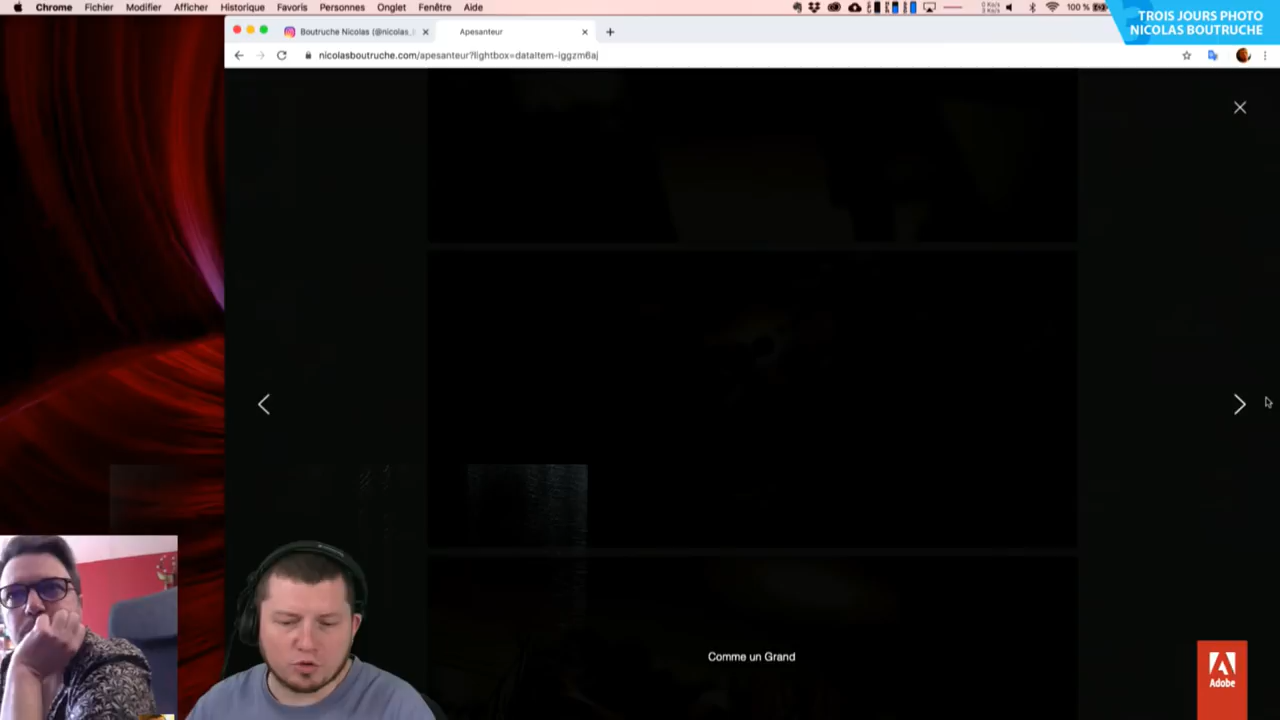 Chrome Fichier Modifier Afficher Historique Favoris Personnes Onglet Fenêtre Aide
100 %
TROIS JOURS PHOTO
NICOLAS BOUTRUCHE
Boutruche Nicolas (@nicolas_
Apesanteur
nicolasboutruche.com/apesanteur?lightbox=dataItem-iggzm6aj
Comme un Grand
Adobe